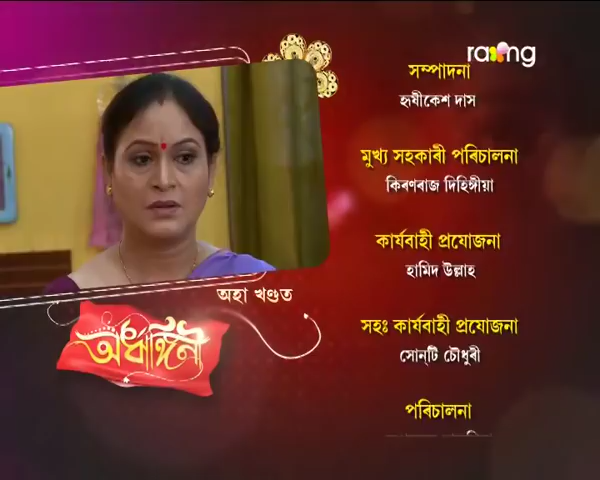 rang
সম্পাদনা
হৃষীকেশ দাস
মুখ্য সহকাৰী পৰিচালনা
কিৰণৰাজ দিহিঙ্গীয়া
কাৰ্যবাহী প্ৰযোজনা
হামিদ উল্লাহ
সহঃ কাৰ্যবাহী প্ৰযোজনা
সোন্‌টি চৌধুৰী
পৰিচালনা
অহা খণ্ডত
অৰ্ধাঙ্গিনী